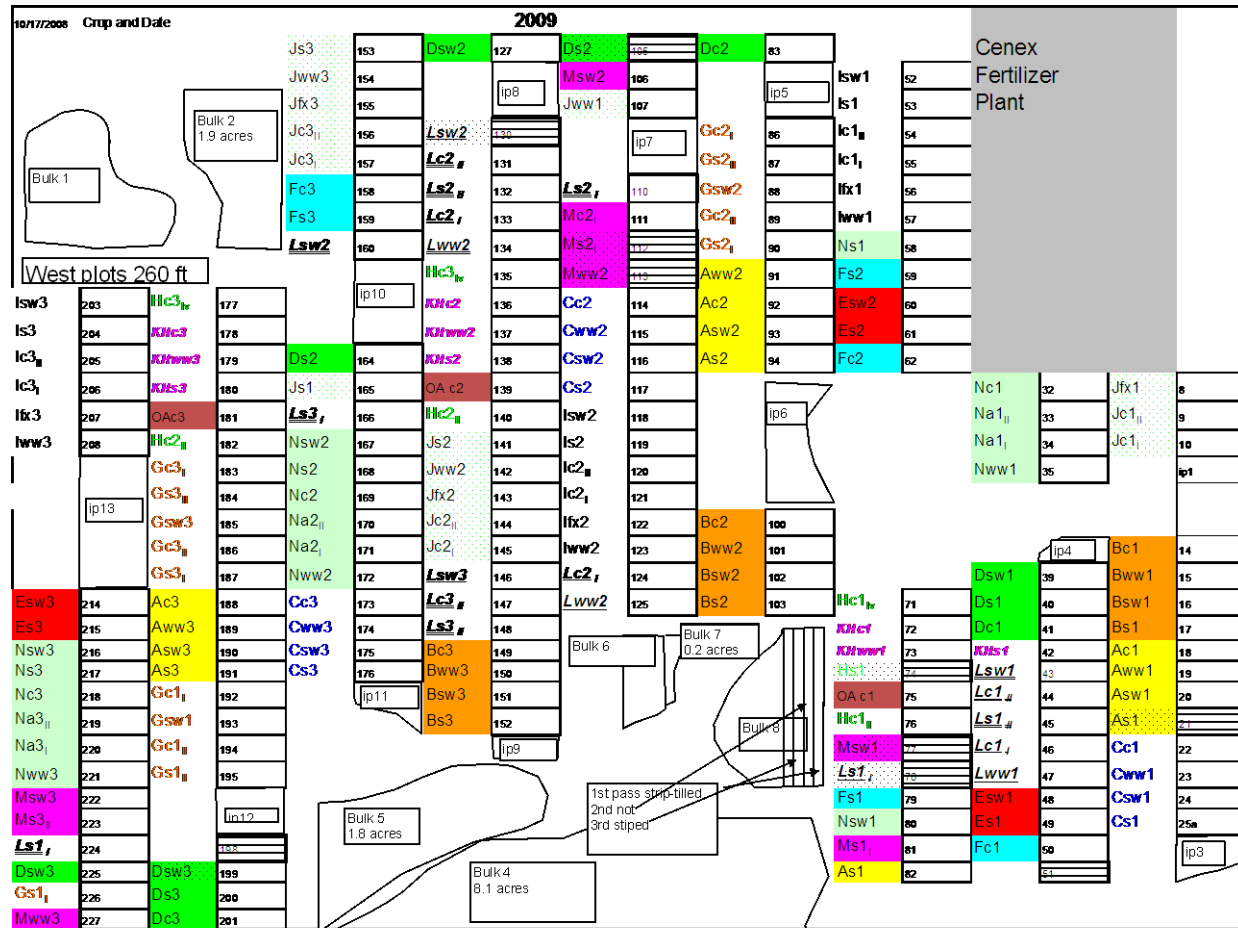 10/17/2008 Crop and Date 2009
Js3 153 Dsw2 127 Ds2 105 Dc2 83 Cenex
Jww3 154 ip8 Msw2 106 ip5 Isw1 52 Fertilizer
Jfx3 155 Jww1 107 Is1 53 Plant
Bulk 2
1.9 acres
Jc3II 156 Lsw2 130 ip7 Gc2I 86 Ic1II 54
Jc3I 157 Lc2II 131 Gs2III 87 Ic1I 55
Bulk 1
Fc3 158 Ls2II 132 Ls2I 110 Gsw2 88 Ifx1 56
Fs3 159 Lc2I 133 Mc2I 111 Gc2III 89 Iww1 57
Lsw2 160 Lww2 134 Ms2I 112 Gs2II 90 Ns1 58
West plots 260 ft
Hc3IV 135 Mww2 113 Aww2 91 Fs2 59
Isw3 203 Hc3IV 177 ip10 KHc2 136 Cc2 114 Ac2 92 Esw2 60
Is3 204 KHc3 178 KHww2 137 Cww2 115 Asw2 93 Es2 61
Ic3II 205 KHww3 179 Ds2 164 KHs2 138 Csw2 116 As2 94 Fc2 62
Ic3I 206 KHs3 180 Js1 165 OA c2 139 Cs2 117 Nc1 32 Jfx1 8
Ifx3 207 OAc3 181 Ls3I 166 Hc2II 140 Isw2 118 ip6 Na1II 33 Jc1II 9
Iww3 208 Hc2II 182 Nsw2 167 Js2 141 Is2 119 Na1I 34 Jc1I 10
Gc3I 183 Ns2 168 Jww2 142 Ic2II 120 Nww1 35 ip1
ip13 Gs3III 184 Nc2 169 Jfx2 143 Ic2I 121
Gsw3 185 Na2II 170 Jc2II 144 Ifx2 122 Bc2 100
Gc3II 186 Na2I 171 Jc2I 145 Iww2 123 Bww2 101 ip4 Bc1 14
Gs3I 187 Nww2 172 Lsw3 146 Lc2I 124 Bsw2 102 Dsw1 39 Bww1 15
Esw3 214 Ac3 188 Cc3 173 Lc3II 147 Lww2 125 Bs2 103 Hc1IV 71 Ds1 40 Bsw1 16
Es3 215 Aww3 189 Cww3 174 Ls3II 148 KHc1 72 Dc1 41 Bs1 17
Nsw3 216 Asw3 190 Csw3 175 Bc3 149 Bulk 6 Bulk 7
0.2 acres
KHww1 73 KHs1 42 Ac1 18
Ns3 217 As3 191 Cs3 176 Bww3 150 Hs1 74 Lsw1 43 Aww1 19
Nc3 218 Gc1I 192 ip11 Bsw3 151 OA c1 75 Lc1II 44 Asw1 20
Na3II 219 Gsw1 193 Bs3 152 Bulk 8 Hc1II 76 Ls1II 45 As1 21
Na3I 220 Gc1II 194 ip9 Msw1 77 Lc1I 46 Cc1 22
Nww3 221 Gs1II 195 Ls1I 78 Lww1 47 Cww1 23
Msw3 222 1st pass strip-tilled Fs1 79 Esw1 48 Csw1 24
2nd not
3rd stiped
Ms3II 223 ip12 Bulk 5
1.8 acres
Nsw1 80 Es1 49 Cs1 25a
Ls1I 224 198 Ms1I 81 Fc1 50 ip3
Dsw3 225 Dsw3 199 Bulk4
8.1 acres
As1 82 51
Gs1II 226 Ds3 200
Mww3 227 Dc3 201